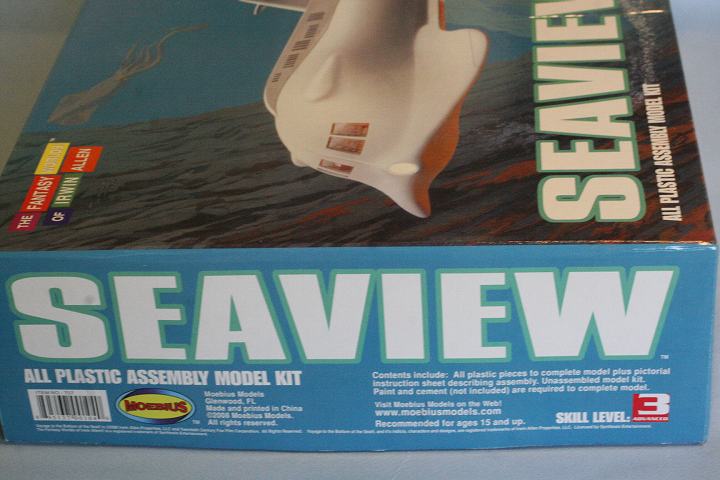 THE FANTASY WORLDS™
OF IRWIN ALLEN
SEAVIEW
ALL PLASTIC ASSEMBLY MODEL KIT
SEAVIEW™
ALL PLASTIC ASSEMBLY MODEL KIT
Contents include: All plastic pieces to complete model plus pictorial
instruction sheet describing assembly. Unassembled model kit.
Paint and cement (not included) are required to complete model.
MOEBIUS™
Moebius Models
Glenwood, FL
Made and printed in China
©2008 Moebius Models.
All rights reserved.
Visit Moebius Models on the Web!
www.moebiusmodels.com
Recommended for ages 15 and up.
SKILL LEVEL: 3
ADVANCED